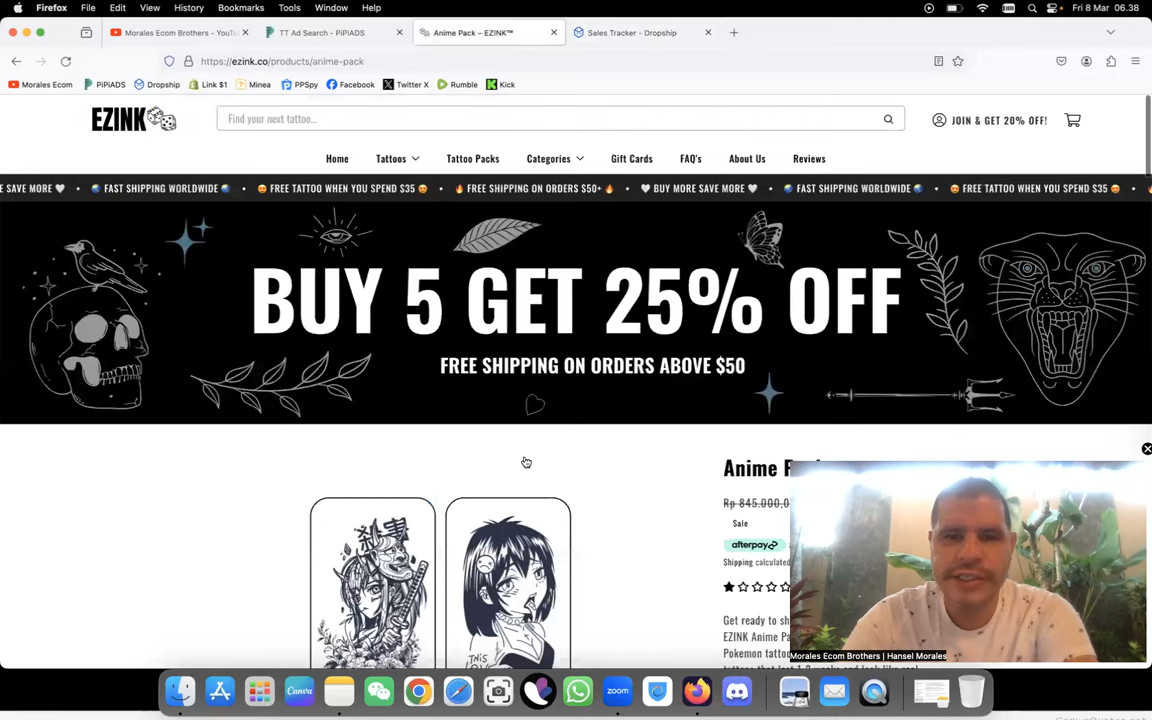 Firefox File Edit View History Bookmarks Tools Window Help Fri 8 Mar 06.38
Morales Ecom Brothers - YouTu TT Ad Search - PiPiADS Anime Pack – EZINK™ Sales Tracker - Dropship
https://ezink.co/products/anime-pack
Morales Ecom PiPiADS Dropship Link $1 Minea PPSpy Facebook Twitter X Rumble Kick
EZINK Find your next tattoo... JOIN & GET 20% OFF!
Home Tattoos Tattoo Packs Categories Gift Cards FAQ's About Us Reviews
E SAVE MORE 🤍 • 🌏 FAST SHIPPING WORLDWIDE 🌏 • 😍 FREE TATTOO WHEN YOU SPEND $35 😍 • 🔥 FREE SHIPPING ON ORDERS $50+ 🔥 • 🤍 BUY MORE SAVE MORE 🤍 • 🌏 FAST SHIPPING WORLDWIDE 🌏 • 😍 FREE TATTOO WHEN YOU SPEND $35 😍 •
BUY 5 GET 25% OFF
FREE SHIPPING ON ORDERS ABOVE $50
Anime
Rp 845.000,0
Sale
afterpay
Shipping calculated
Get ready to sh
EZINK Anime Pa
Pokemon tattoo
THIS
Morales Ecom Brothers | Hansel Morales
Canva zoom